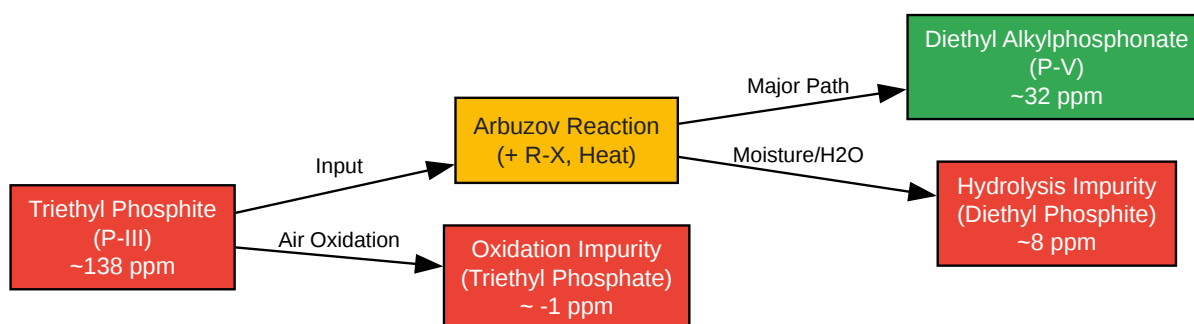 Triethyl Phosphite
(P-III)
~138 ppm
Input
Air Oxidation
Arbuzov Reaction
(+ R-X, Heat)
Oxidation Impurity
(Triethyl Phosphate)
~ -1 ppm
Major Path
Moisture/H2O
Diethyl Alkylphosphonate
(P-V)
~32 ppm
Hydrolysis Impurity
(Diethyl Phosphite)
~8 ppm